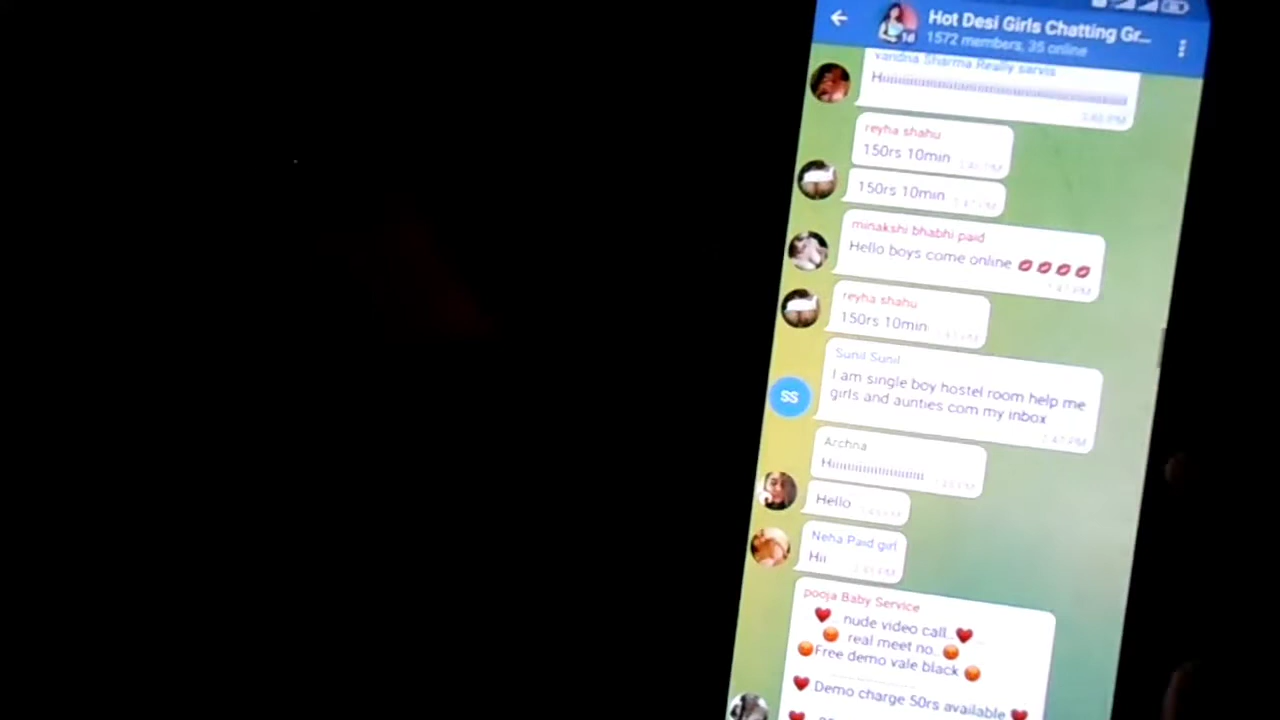 Hot Desi Girls Chatting Gr...
1572 members, 35 online
vandna Sharma Really sarvis
reyha shahu
150rs 10min
150rs 10min
minakshi bhabhi paid
Hello boys come online 💋💋💋💋
reyha shahu
150rs 10min
Sunil Sunil
SS
I am single boy hostel room help me
girls and aunties com my inbox
Archna
Hello
Neha Paid girl
Hii
pooja Baby Service
❤️ nude video call..❤️
😡 real meet no. 😡
😡Free demo vale black 😡
❤️ Demo charge 50rs available ❤️